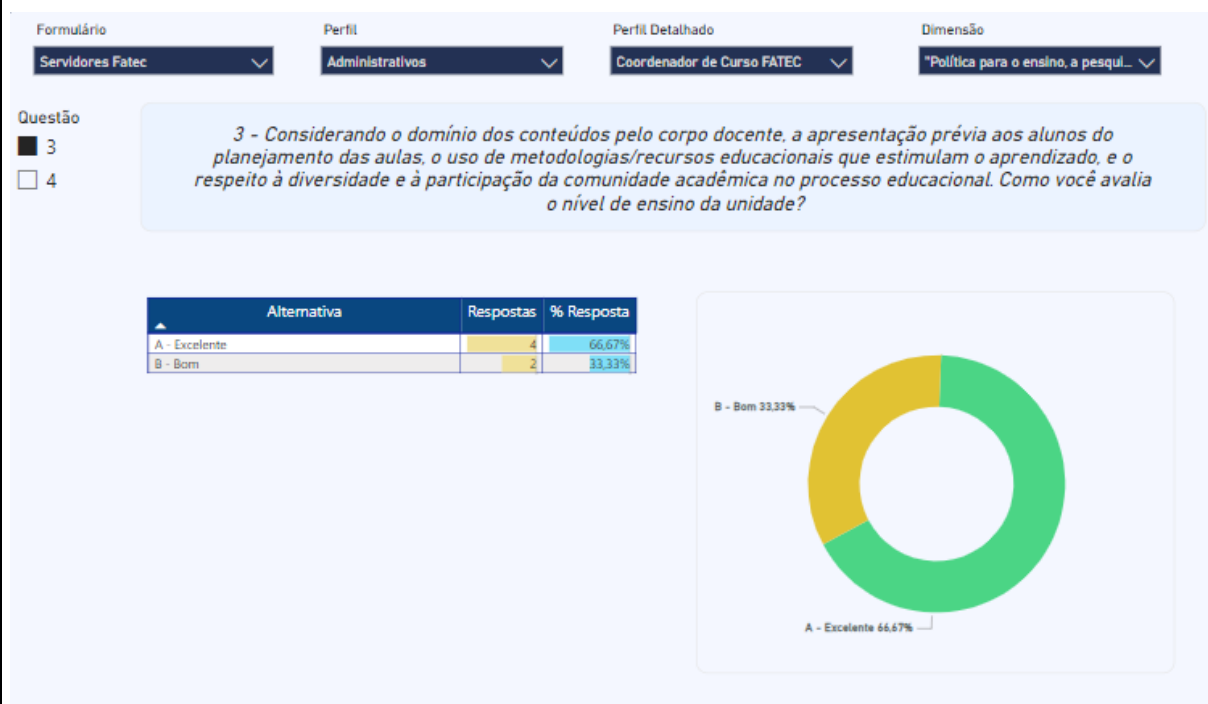 Formulário
Perfil
Perfil Detalhado
Dimensão
Servidores Fatec
Administrativos
Coordenador de Curso FATEC
"Política para o ensino, a pesqui...
Questão
3
4
3 - Considerando o domínio dos conteúdos pelo corpo docente, a apresentação prévia aos alunos do
planejamento das aulas, o uso de metodologias/recursos educacionais que estimulam o aprendizado, e o
respeito à diversidade e à participação da comunidade acadêmica no processo educacional. Como você avalia
o nível de ensino da unidade?
Alternativa Respostas % Resposta
A - Excelente 4 66,67%
B - Bom 2 33,33%
B - Bom 33,33%
A - Excelente 66,67%